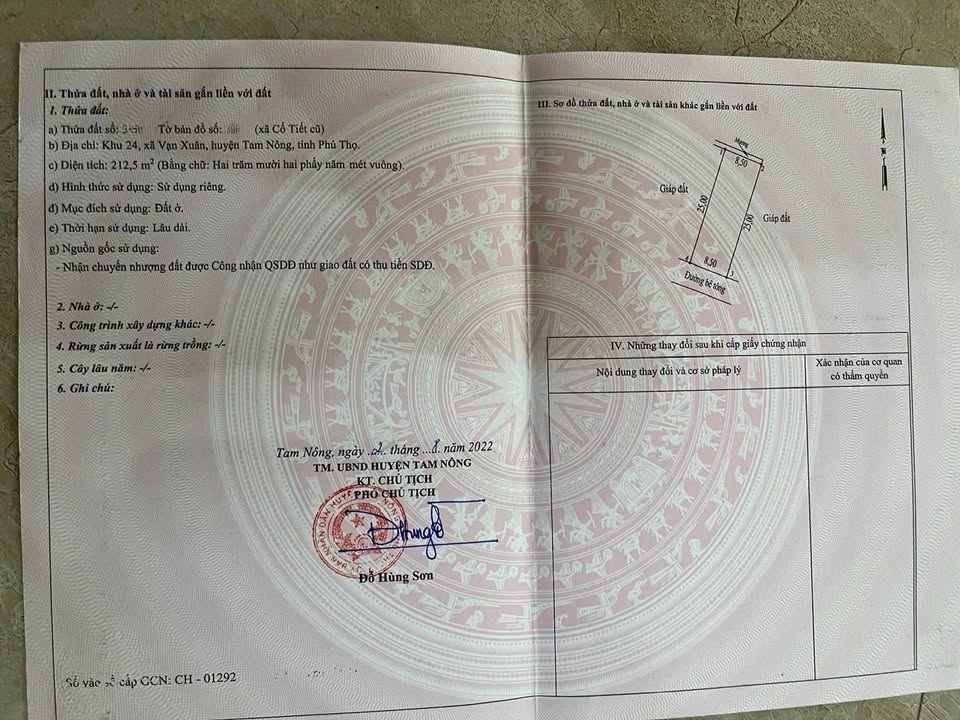 II. Thửa đất, nhà ở và tài sản gắn liền với đất
1. Thửa đất:
a) Thửa đất số: Tờ bản đồ số: (xã Cổ Tiết cũ)
b) Địa chỉ: Khu 24, xã Vạn Xuân, huyện Tam Nông, tỉnh Phú Thọ.
c) Diện tích: 212,5 m² (Bằng chữ: Hai trăm mười hai phẩy năm mét vuông).
d) Hình thức sử dụng: Sử dụng riêng.
đ) Mục đích sử dụng: Đất ở.
e) Thời hạn sử dụng: Lâu dài.
g) Nguồn gốc sử dụng:
- Nhận chuyển nhượng đất được Công nhận QSDĐ như giao đất có thu tiền SDĐ.
2. Nhà ở: -/-
3. Công trình xây dựng khác: -/-
4. Rừng sản xuất là rừng trồng: -/-
5. Cây lâu năm: -/-
6. Ghi chú:
Tam Nông, ngày 2 tháng 8 năm 2022
TM. UBND HUYỆN TAM NÔNG
KT. CHỦ TỊCH
PHÓ CHỦ TỊCH
Đỗ Hùng Sơn
Số vào sổ cấp GCN: CH - 01292
III. Sơ đồ thửa đất, nhà ở và tài sản khác gắn liền với đất
Mương
8,50
2
Giáp đất
25,00
25,00
Giáp đất
8,50
4
3
Đường bê tông
IV. Những thay đổi sau khi cấp giấy chứng nhận
Nội dung thay đổi và cơ sở pháp lý
Xác nhận của cơ quan
có thẩm quyền